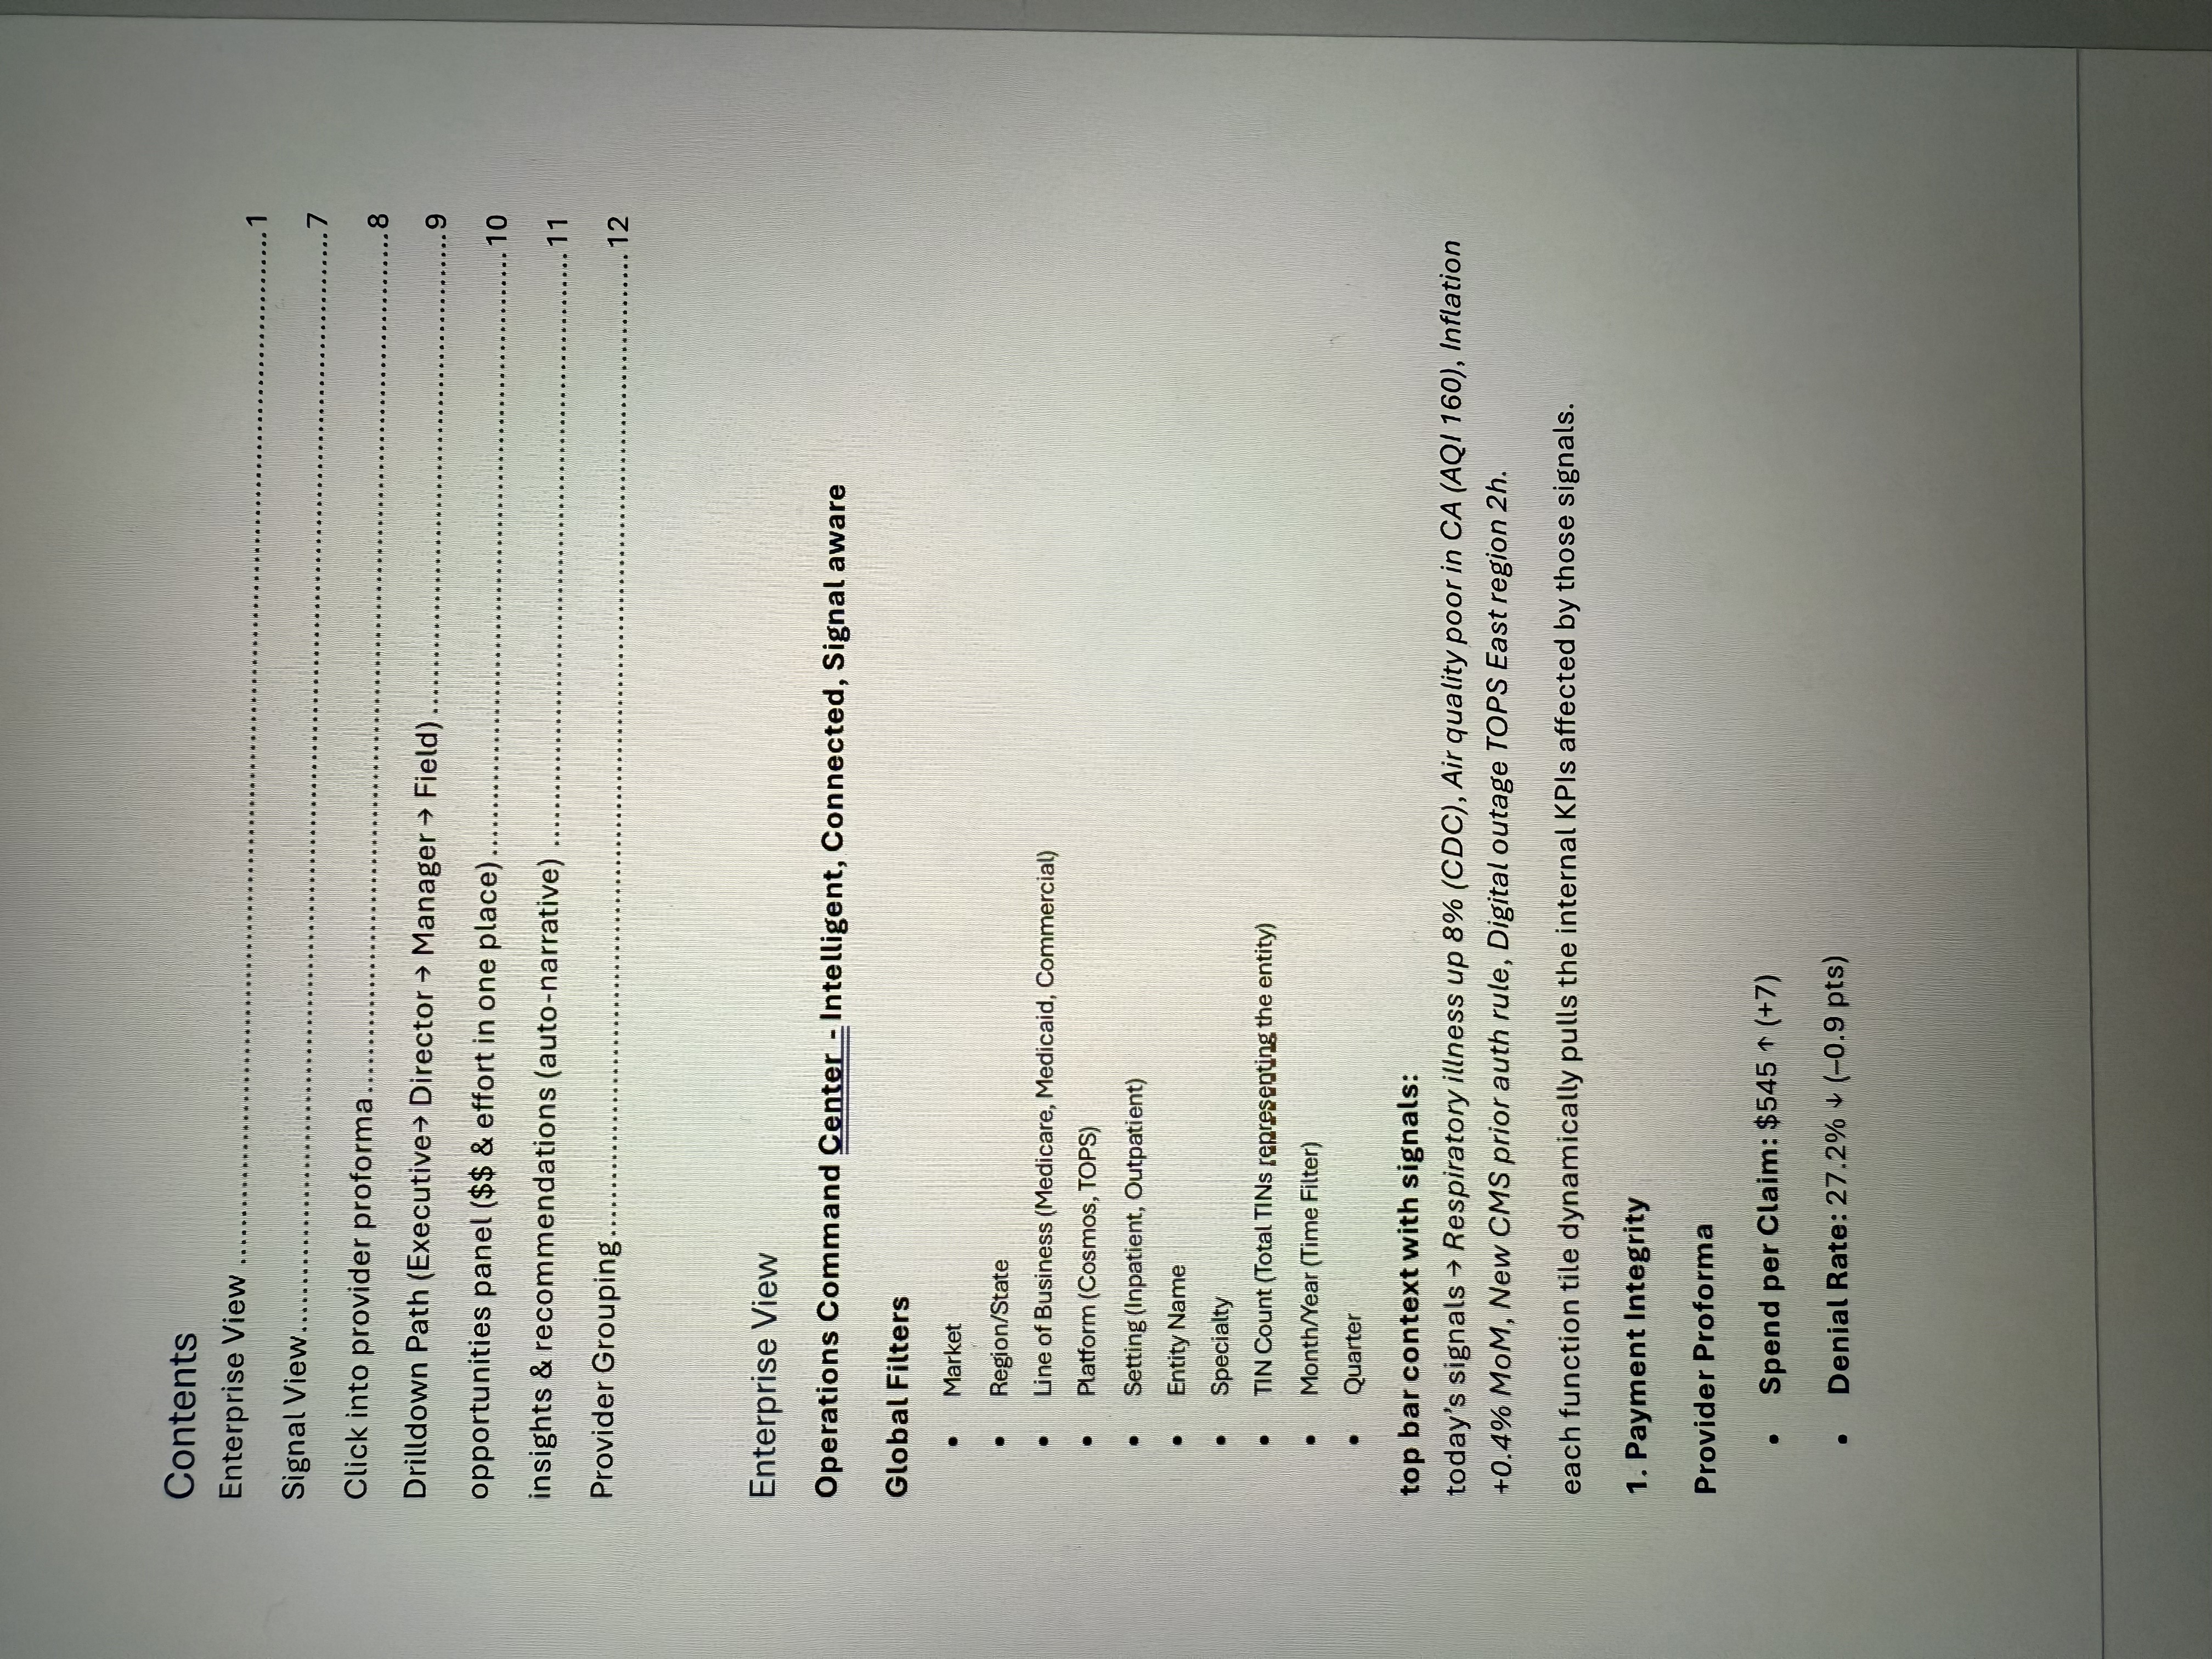 Contents
Enterprise View ........................................ 1
Signal View ........................................ 7
Click into provider proforma ........................................ 8
Drilldown Path (Executive→ Director → Manager → Field) ........................................ 9
opportunities panel ($$ & effort in one place) ........................................ 10
insights & recommendations (auto-narrative) ........................................ 11
Provider Grouping ........................................ 12
Enterprise View
Operations Command Center - Intelligent, Connected, Signal aware
Global Filters
• Market
• Region/State
• Line of Business (Medicare, Medicaid, Commercial)
• Platform (Cosmos, TOPS)
• Setting (Inpatient, Outpatient)
• Entity Name
• Specialty
• TIN Count (Total TINs representing the entity)
• Month/Year (Time Filter)
• Quarter
top bar context with signals:
today's signals → Respiratory illness up 8% (CDC), Air quality poor in CA (AQI 160), Inflation
+0.4% MoM, New CMS prior auth rule, Digital outage TOPS East region 2h.
each function tile dynamically pulls the internal KPIs affected by those signals.
1. Payment Integrity
Provider Proforma
• Spend per Claim: $545 ↑ (+7)
• Denial Rate: 27.2% ↓ (–0.9 pts)